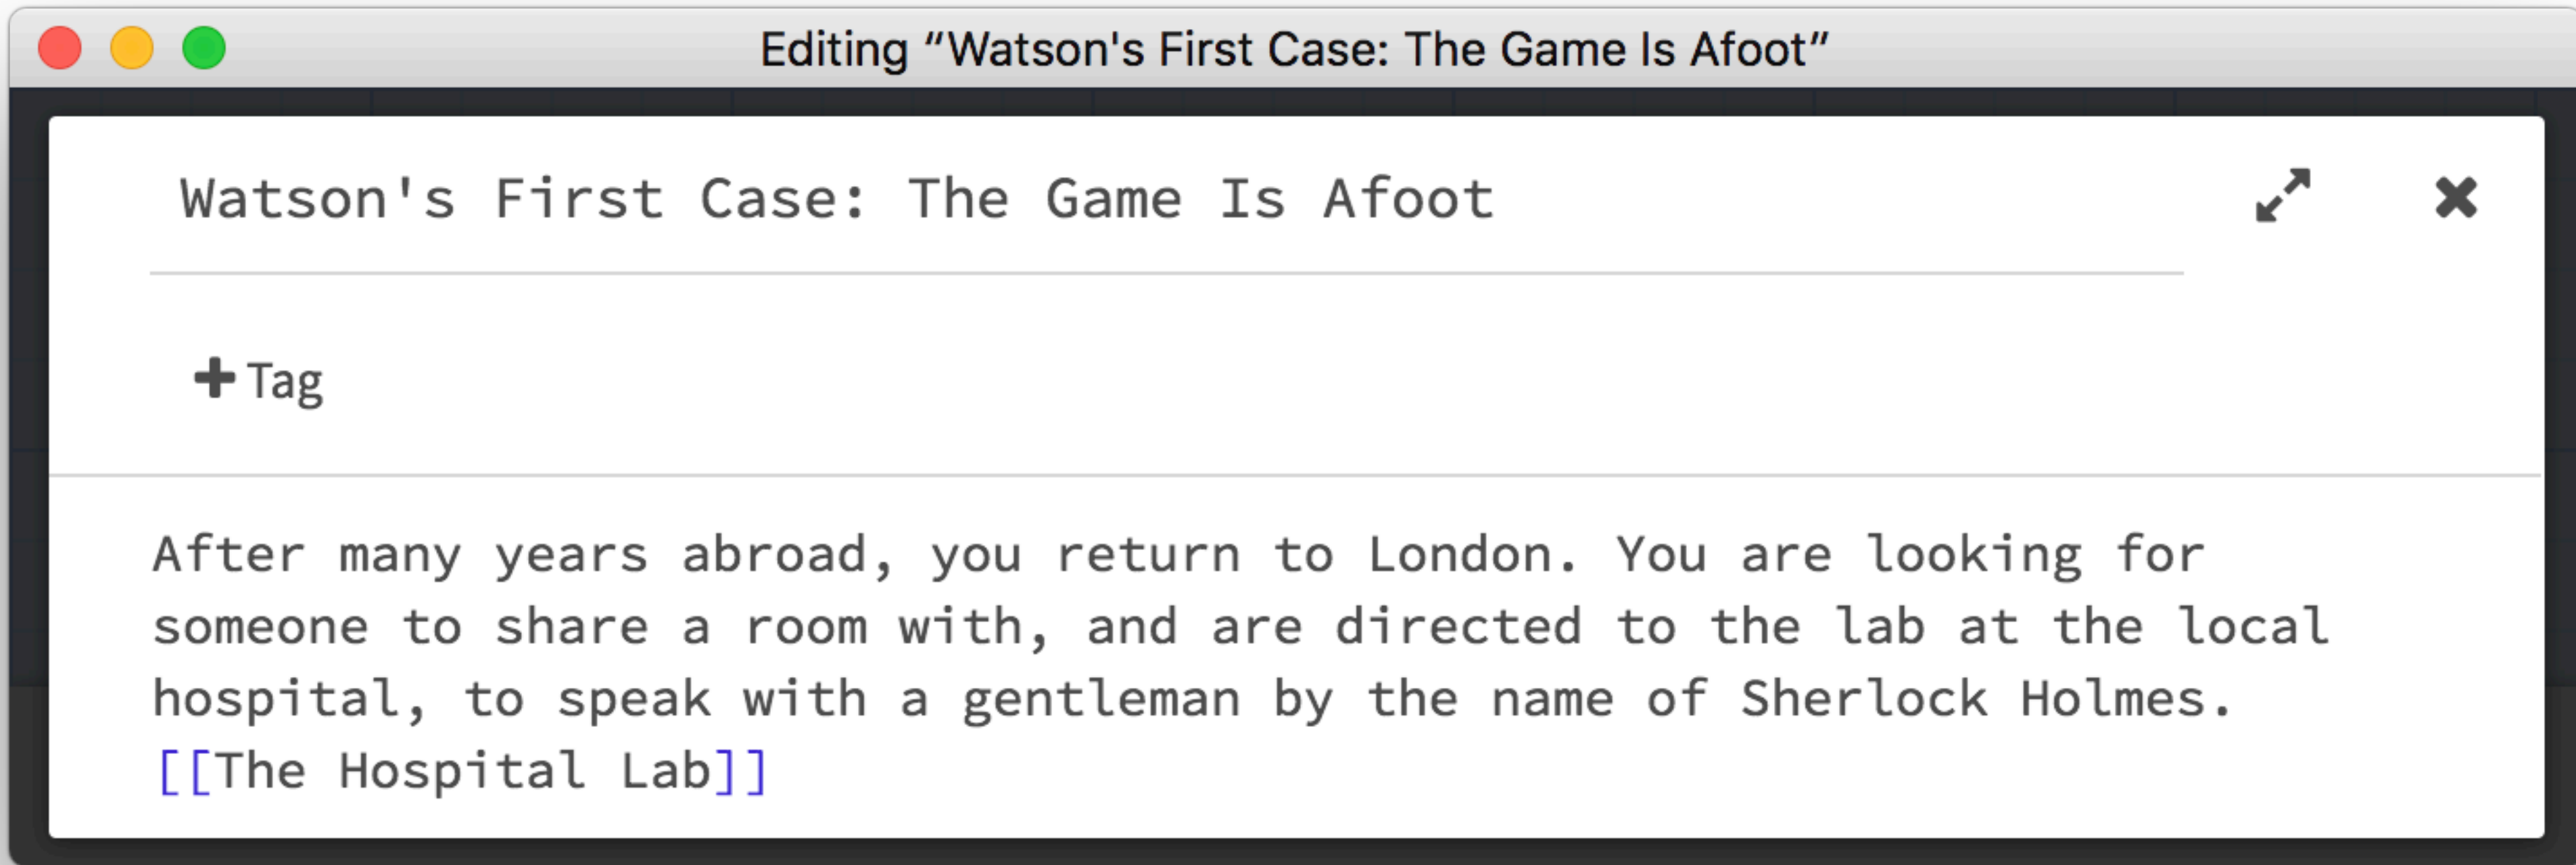 Editing “Watson's First Case: The Game Is Afoot”
Watson's First Case: The Game Is Afoot
Tag
After many years abroad, you return to London. You are looking for
someone to share a room with, and are directed to the lab at the local
hospital, to speak with a gentleman by the name of Sherlock Holmes.
[[The Hospital Lab]]